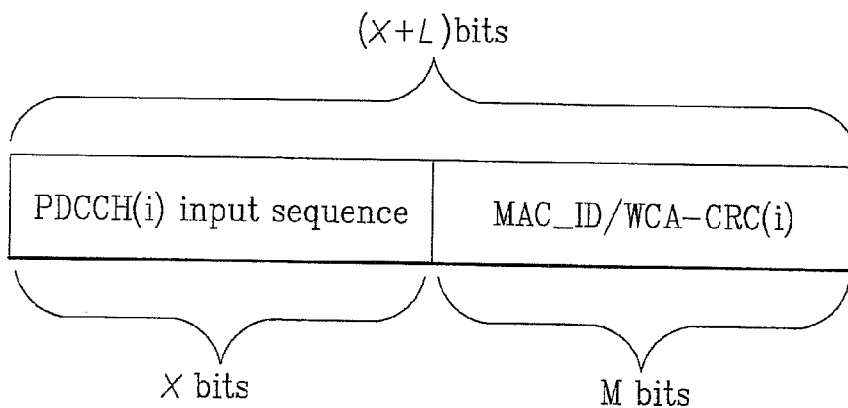 (X+L)bits
PDCCH(i) input sequence
MAC_ID/WCA-CRC(i)
X bits
M bits